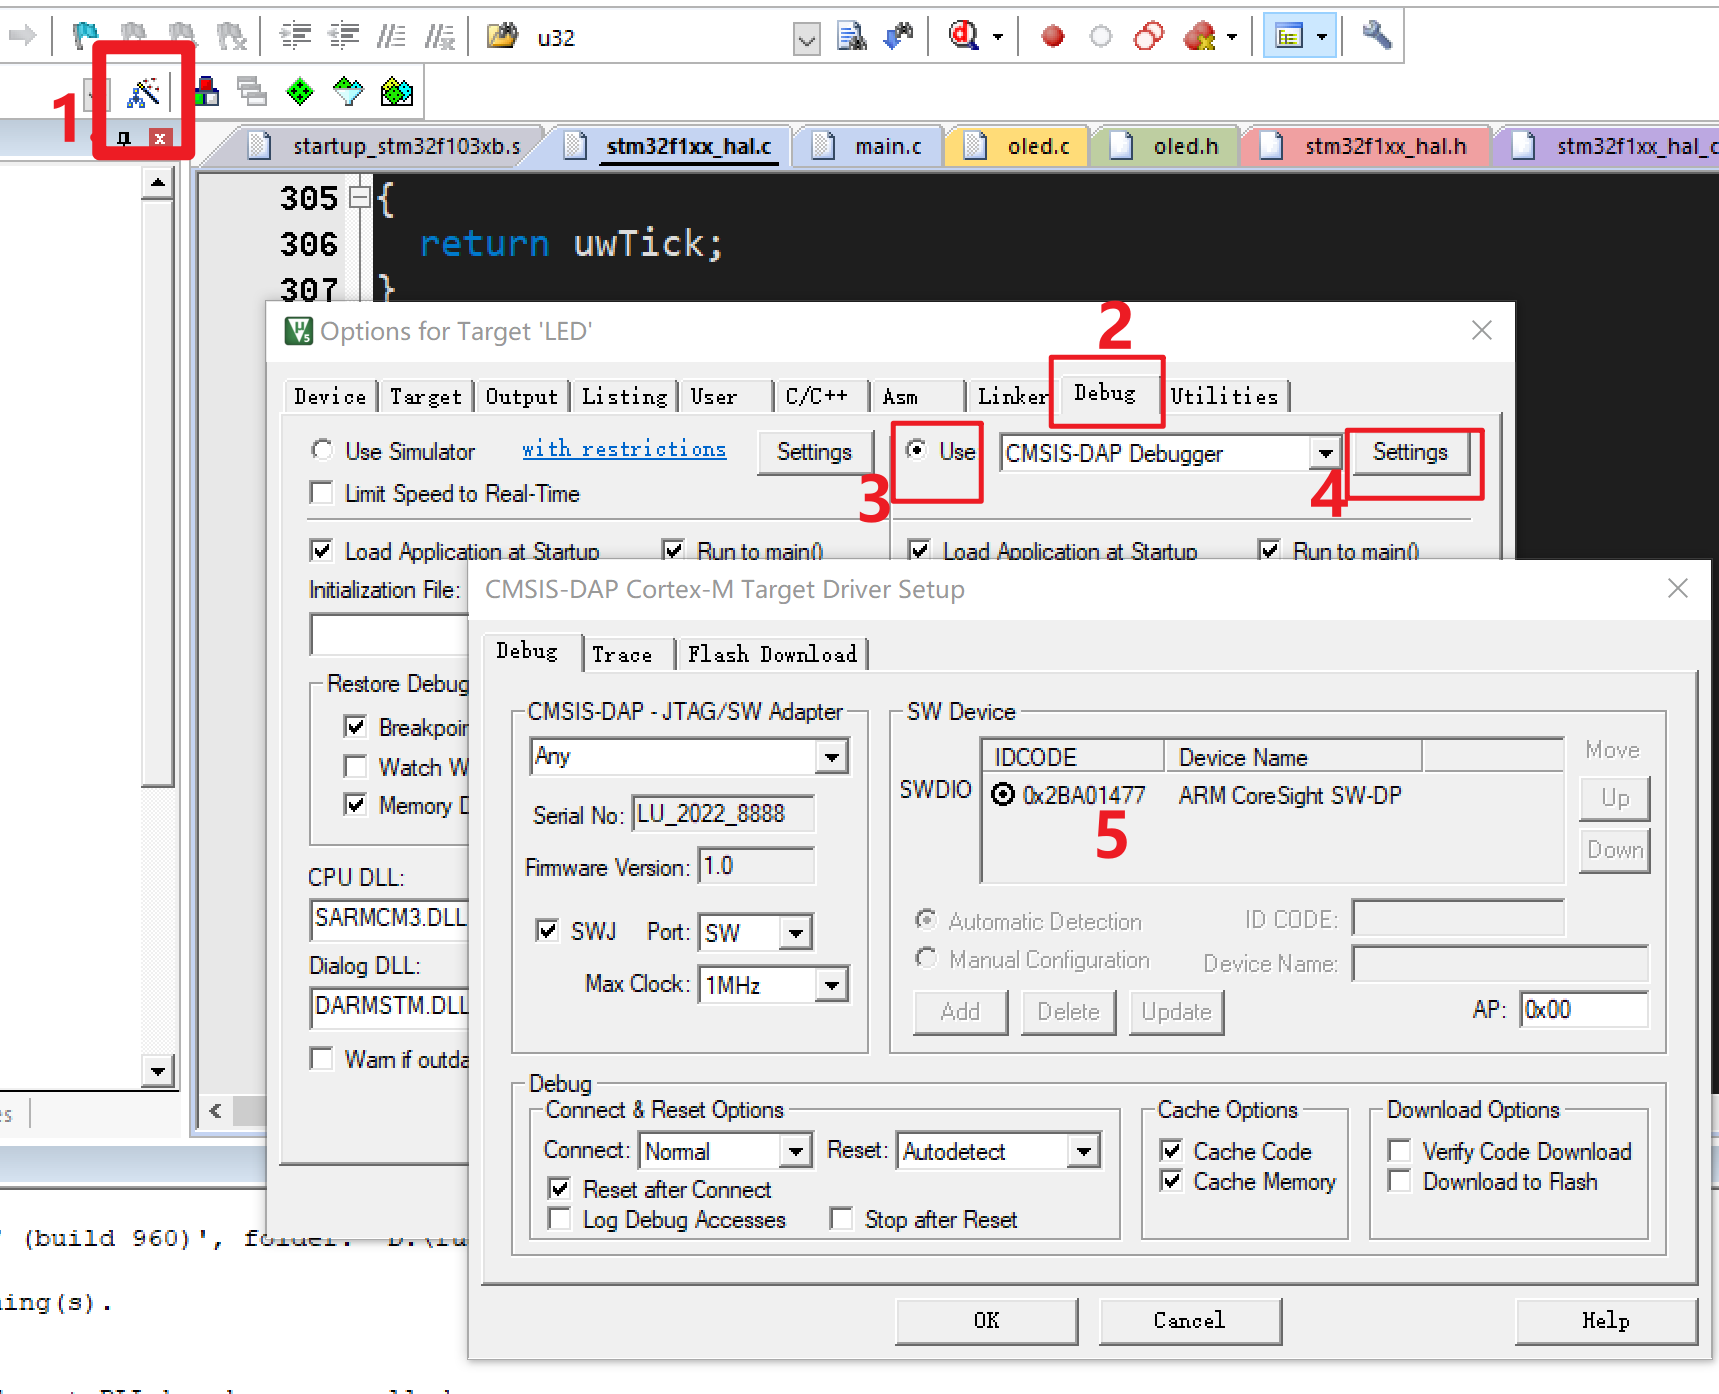 u32
1
startup_stm32f103xb.s
stm32f1xx_hal.c
main.c
oled.c
oled.h
stm32f1xx_hal.h
stm32f1xx_hal_c
305 {
306 return uwTick;
307 }
Options for Target 'LED'
2
Device Target Output Listing User C/C++ Asm Linker Debug Utilities
Use Simulator with restrictions Settings
Use CMSIS-DAP Debugger Settings
3
4
Limit Speed to Real-Time
Load Application at Startup Run to main()
Load Application at Startup Run to main()
Initialization File:
Restore Debug
Breakpoin
Watch W
Memory D
CPU DLL:
SARMCM3.DLL
Dialog DLL:
DARMSTM.DLL
Warn if outda
CMSIS-DAP Cortex-M Target Driver Setup
Debug Trace Flash Download
CMSIS-DAP - JTAG/SW Adapter
Any
Serial No: LU_2022_8888
Firmware Version: 1.0
SWJ Port: SW
Max Clock: 1MHz
SW Device
IDCODE Device Name
SWDIO 0x2BA01477 ARM CoreSight SW-DP
5
Move
Up
Down
Automatic Detection ID CODE:
Manual Configuration Device Name:
Add Delete Update AP: 0x00
Debug
Connect & Reset Options
Connect: Normal Reset: Autodetect
Reset after Connect
Log Debug Accesses Stop after Reset
Cache Options
Cache Code
Cache Memory
Download Options
Verify Code Download
Download to Flash
OK Cancel Help
es
' (build 960)', folder:
ning(s).